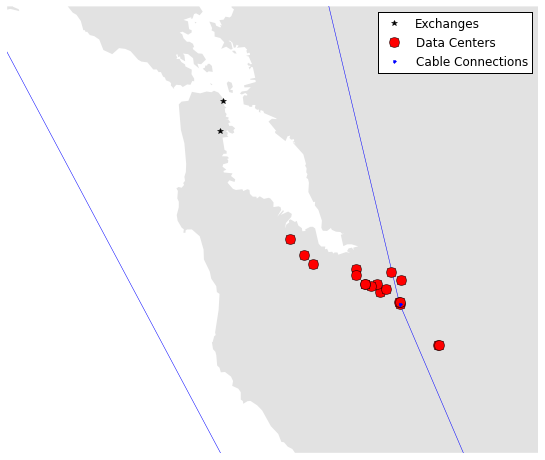 Exchanges
Data Centers
Cable Connections